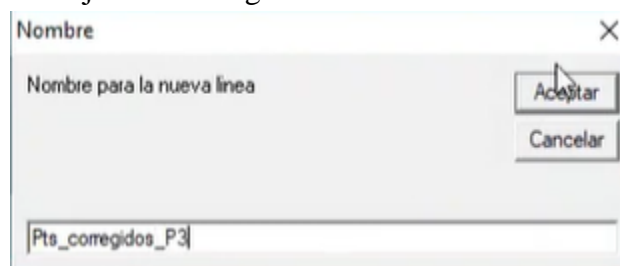 Nombre
Nombre para la nueva linea
Aceptar
Cancelar
Pts_corregidos_P3